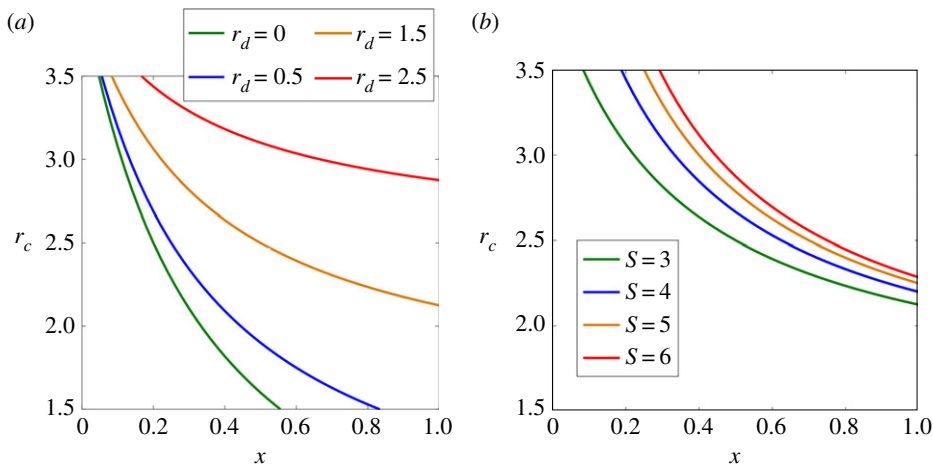 (a)
r_d = 0 r_d = 1.5
r_d = 0.5 r_d = 2.5
3.5
3.0
2.5
2.0
1.5
r_c
0 0.2 0.4 0.6 0.8 1.0
x
(b)
3.5
3.0
2.5
2.0
1.5
r_c
S = 3
S = 4
S = 5
S = 6
0 0.2 0.4 0.6 0.8 1.0
x